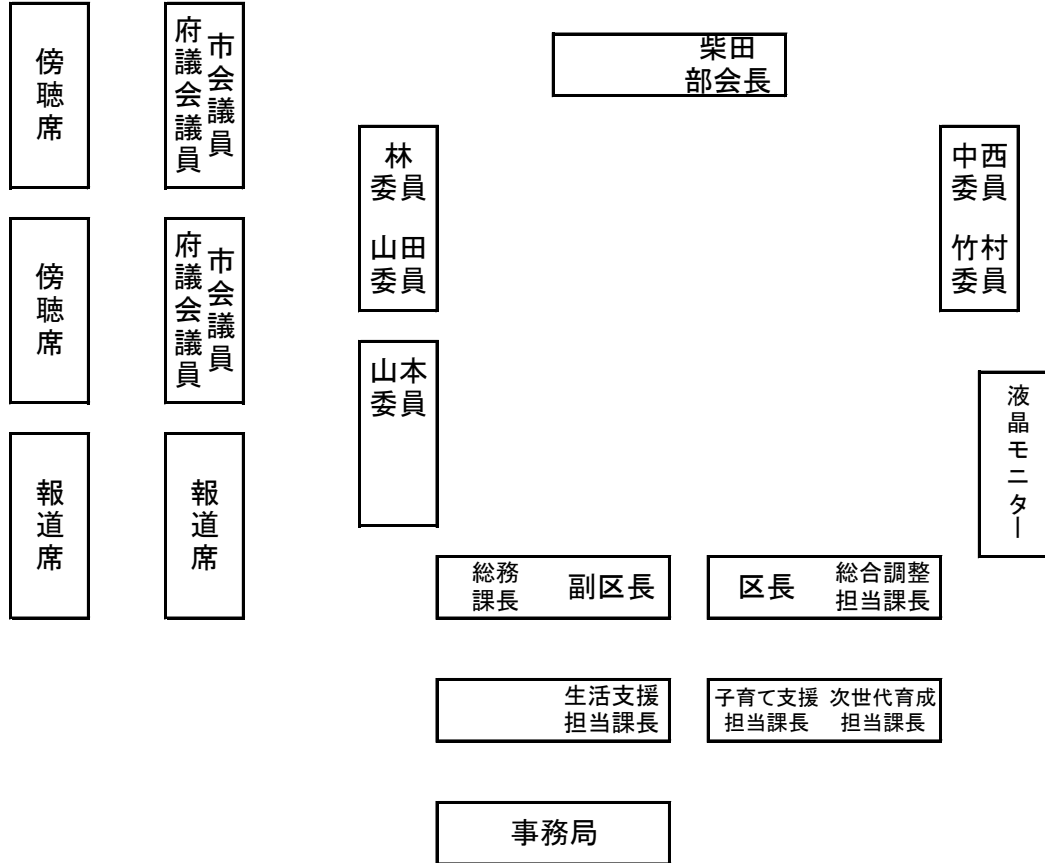 傍聴席
府議会議員
市会議員
柴田
部会長
林
委員
山田
委員
中西
委員
竹村
委員
傍聴席
府議会議員
市会議員
山本
委員
液晶モニター
報道席
報道席
総務
課長
副区長
区長
総合調整
担当課長
生活支援
担当課長
子育て支援
担当課長
次世代育成
担当課長
事務局